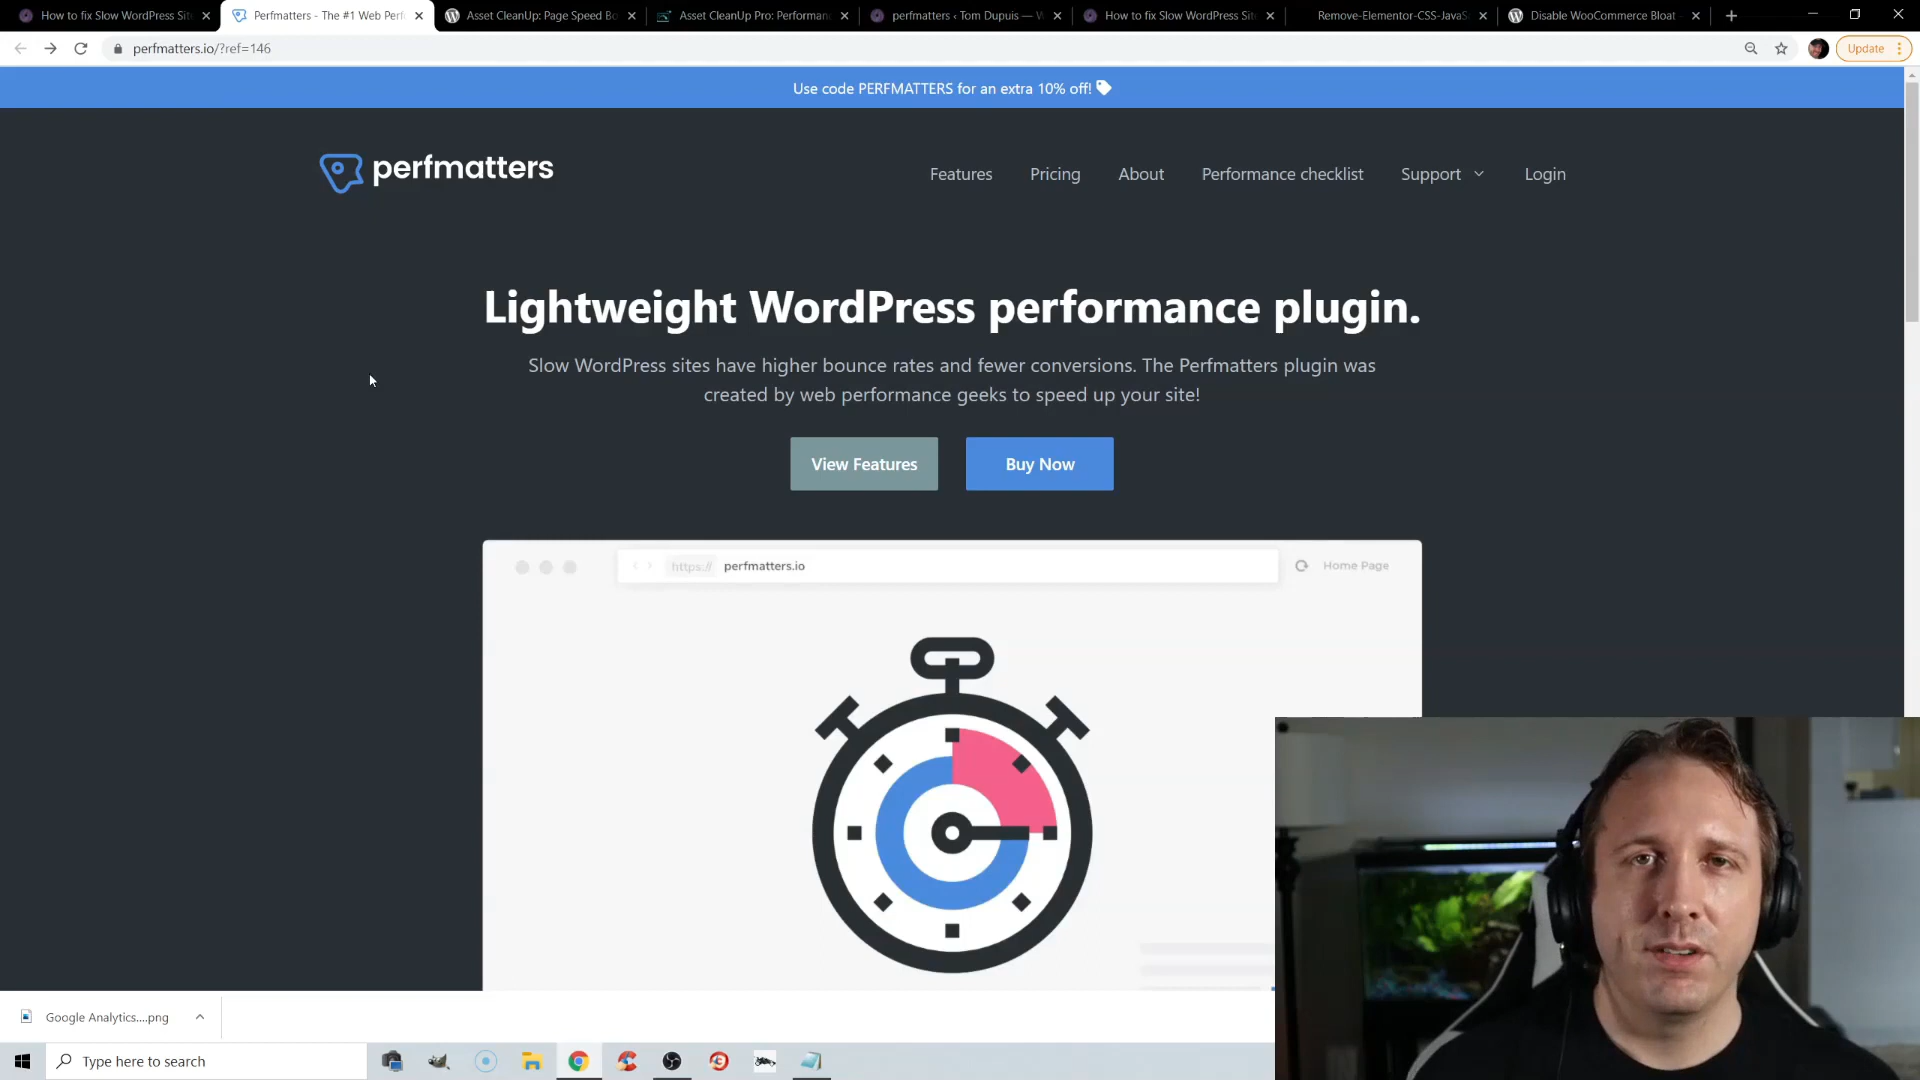 How to fix Slow WordPress Sit
Perfmatters - The #1 Web Perf
Asset CleanUp: Page Speed Bo
Asset CleanUp Pro: Performanc
perfmatters ‹ Tom Dupuis — W
How to fix Slow WordPress Sit
Remove-Elementor-CSS-JavaS
Disable WooCommerce Bloat -
perfmatters.io/?ref=146
Update
Use code PERFMATTERS for an extra 10% off!
perfmatters
Features
Pricing
About
Performance checklist
Support
Login
Lightweight WordPress performance plugin.
Slow WordPress sites have higher bounce rates and fewer conversions. The Perfmatters plugin was
created by web performance geeks to speed up your site!
View Features
Buy Now
https://
perfmatters.io
Home Page
Google Analytics....png
Type here to search